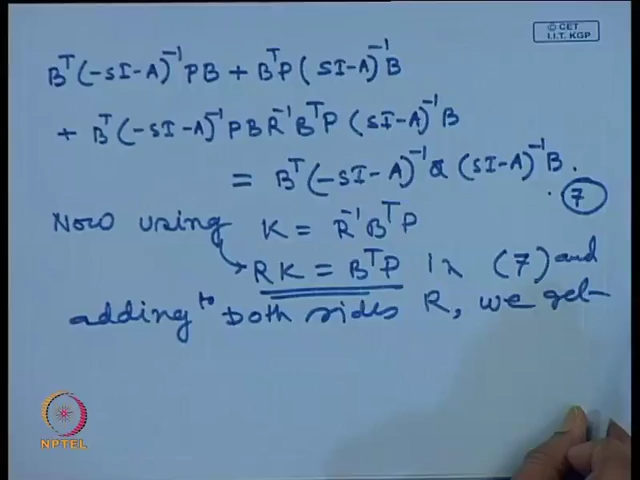 © CET
I.I.T. KGP
Bᵀ(-sI-A)⁻¹PB + BᵀP(sI-A)⁻¹B
+ Bᵀ(-sI-A)⁻¹PBR⁻¹BᵀP(sI-A)⁻¹B
= Bᵀ(-sI-A)⁻¹Q(sI-A)⁻¹B.
. 7
Now using K = R⁻¹BᵀP
RK = BᵀP in (7) and
adding to both sides R, we get-
NPTEL